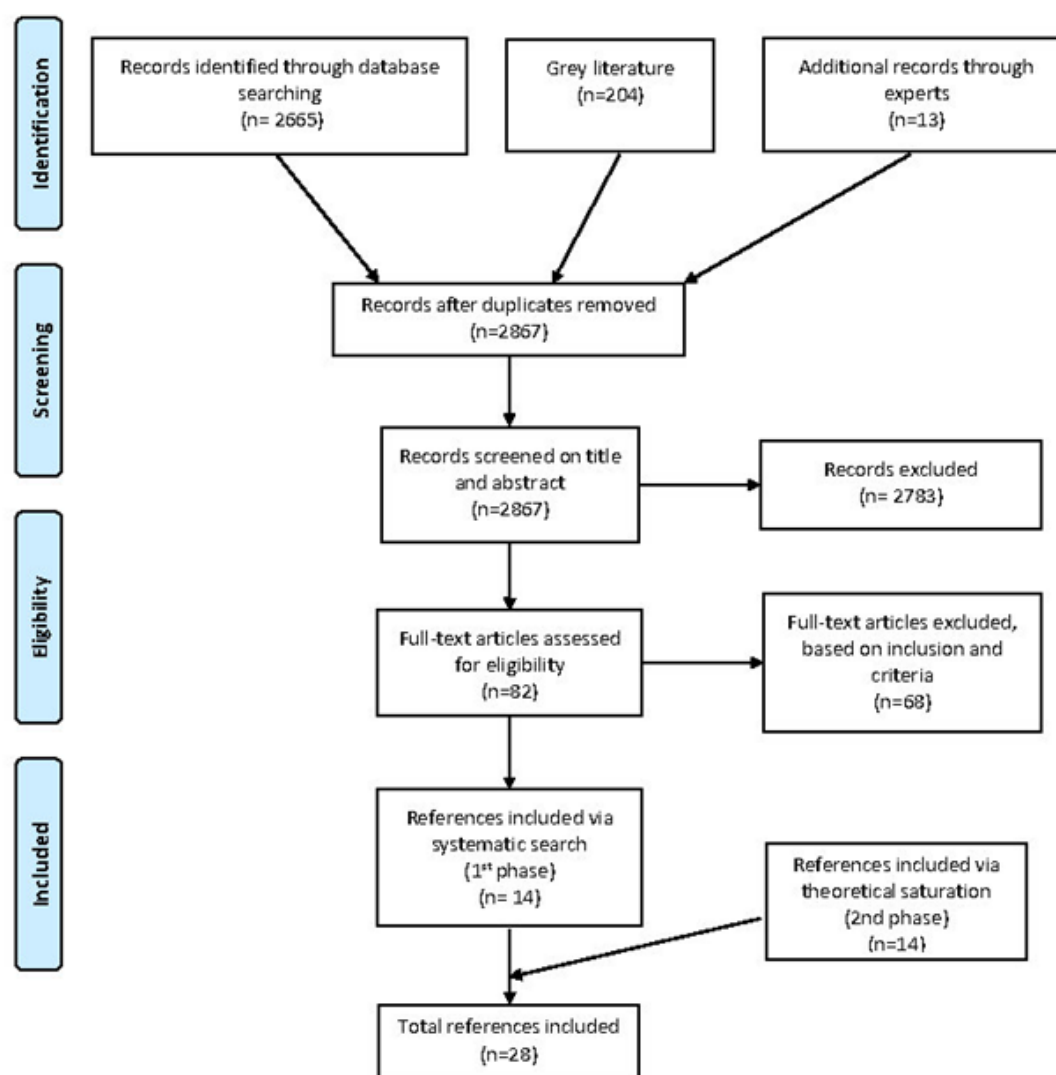 Identification
Records identified through database
searching
(n= 2665)
Grey literature
(n=204)
Additional records through
experts
(n=13)
Screening
Records after duplicates removed
(n=2867)
Records screened on title
and abstract
(n=2867)
Records excluded
(n= 2783)
Eligibility
Full-text articles assessed
for eligibility
(n=82)
Full-text articles excluded,
based on inclusion and
criteria
(n=68)
Included
References included via
systematic search
(1st phase)
(n= 14)
References included via
theoretical saturation
(2nd phase)
(n=14)
Total references included
(n=28)